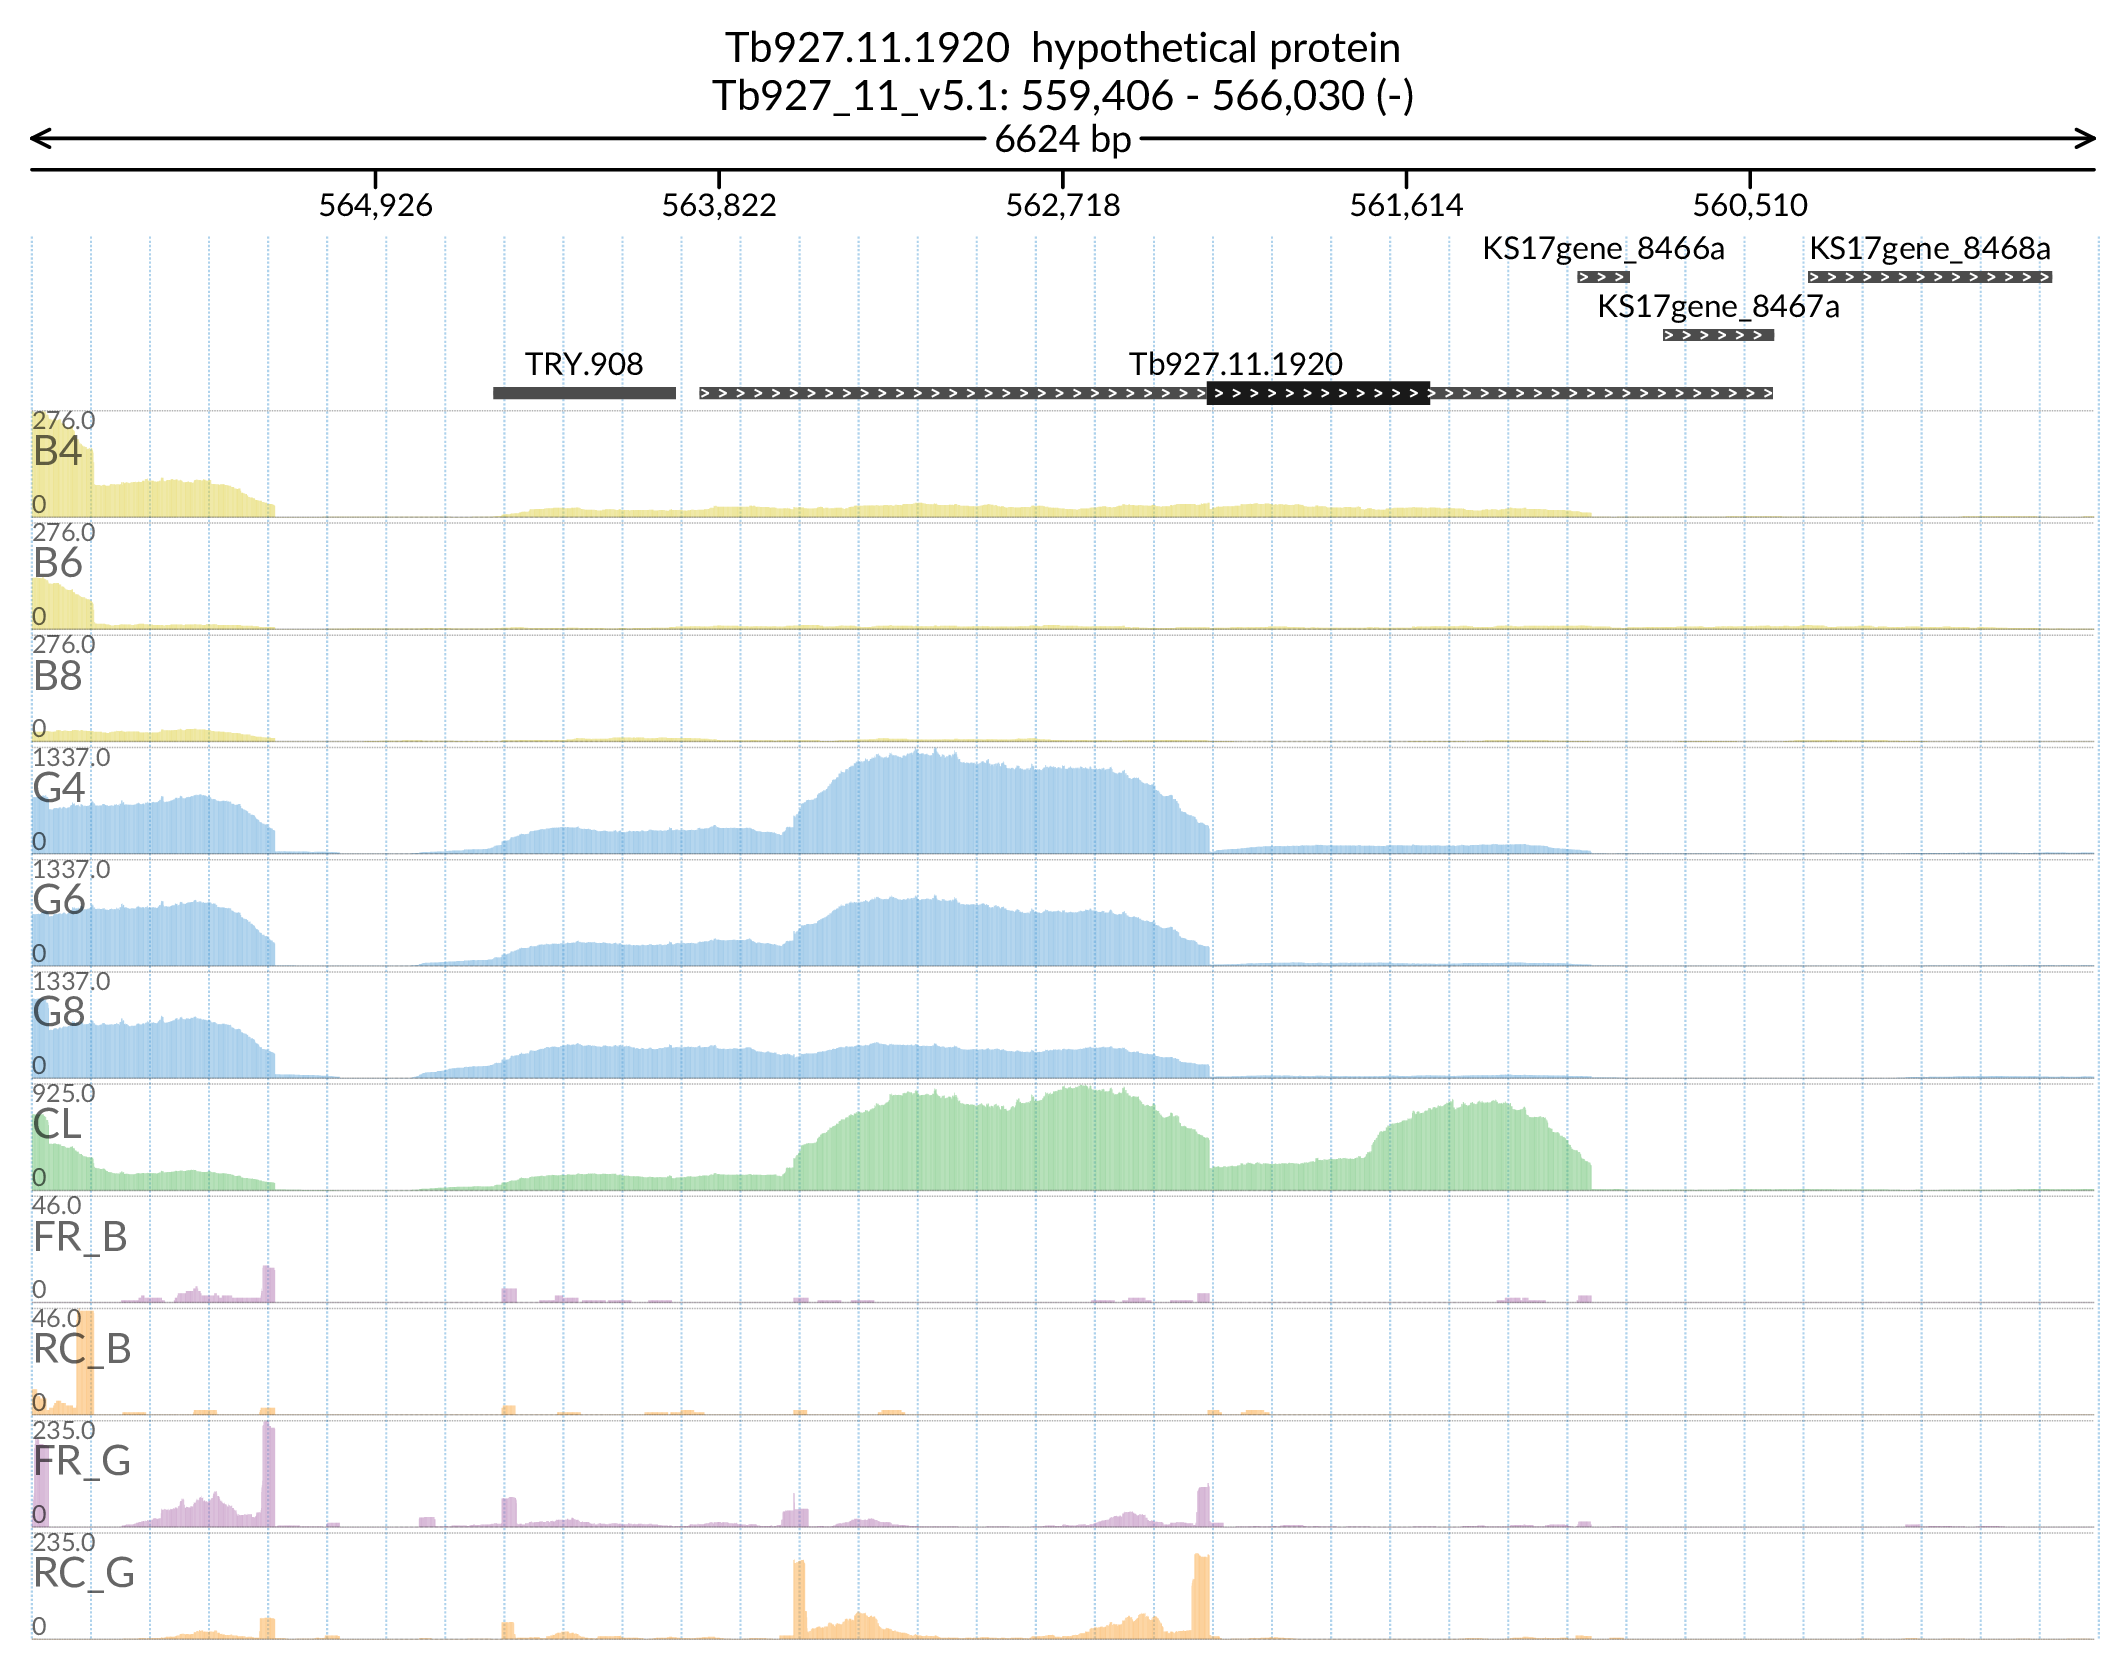 Tb927.11.1920  hypothetical protein
Tb927_11_v5.1: 559,406 - 566,030 (-)
6624 bp
564,926 563,822 562,718 561,614 560,510
KS17gene_8466a KS17gene_8468a
KS17gene_8467a
TRY.908 Tb927.11.1920
276.0
B4
0
276.0
B6
0
276.0
B8
0
1337.0
G4
0
1337.0
G6
0
1337.0
G8
0
925.0
CL
0
46.0
FR_B
0
46.0
RC_B
0
235.0
FR_G
0
235.0
RC_G
0